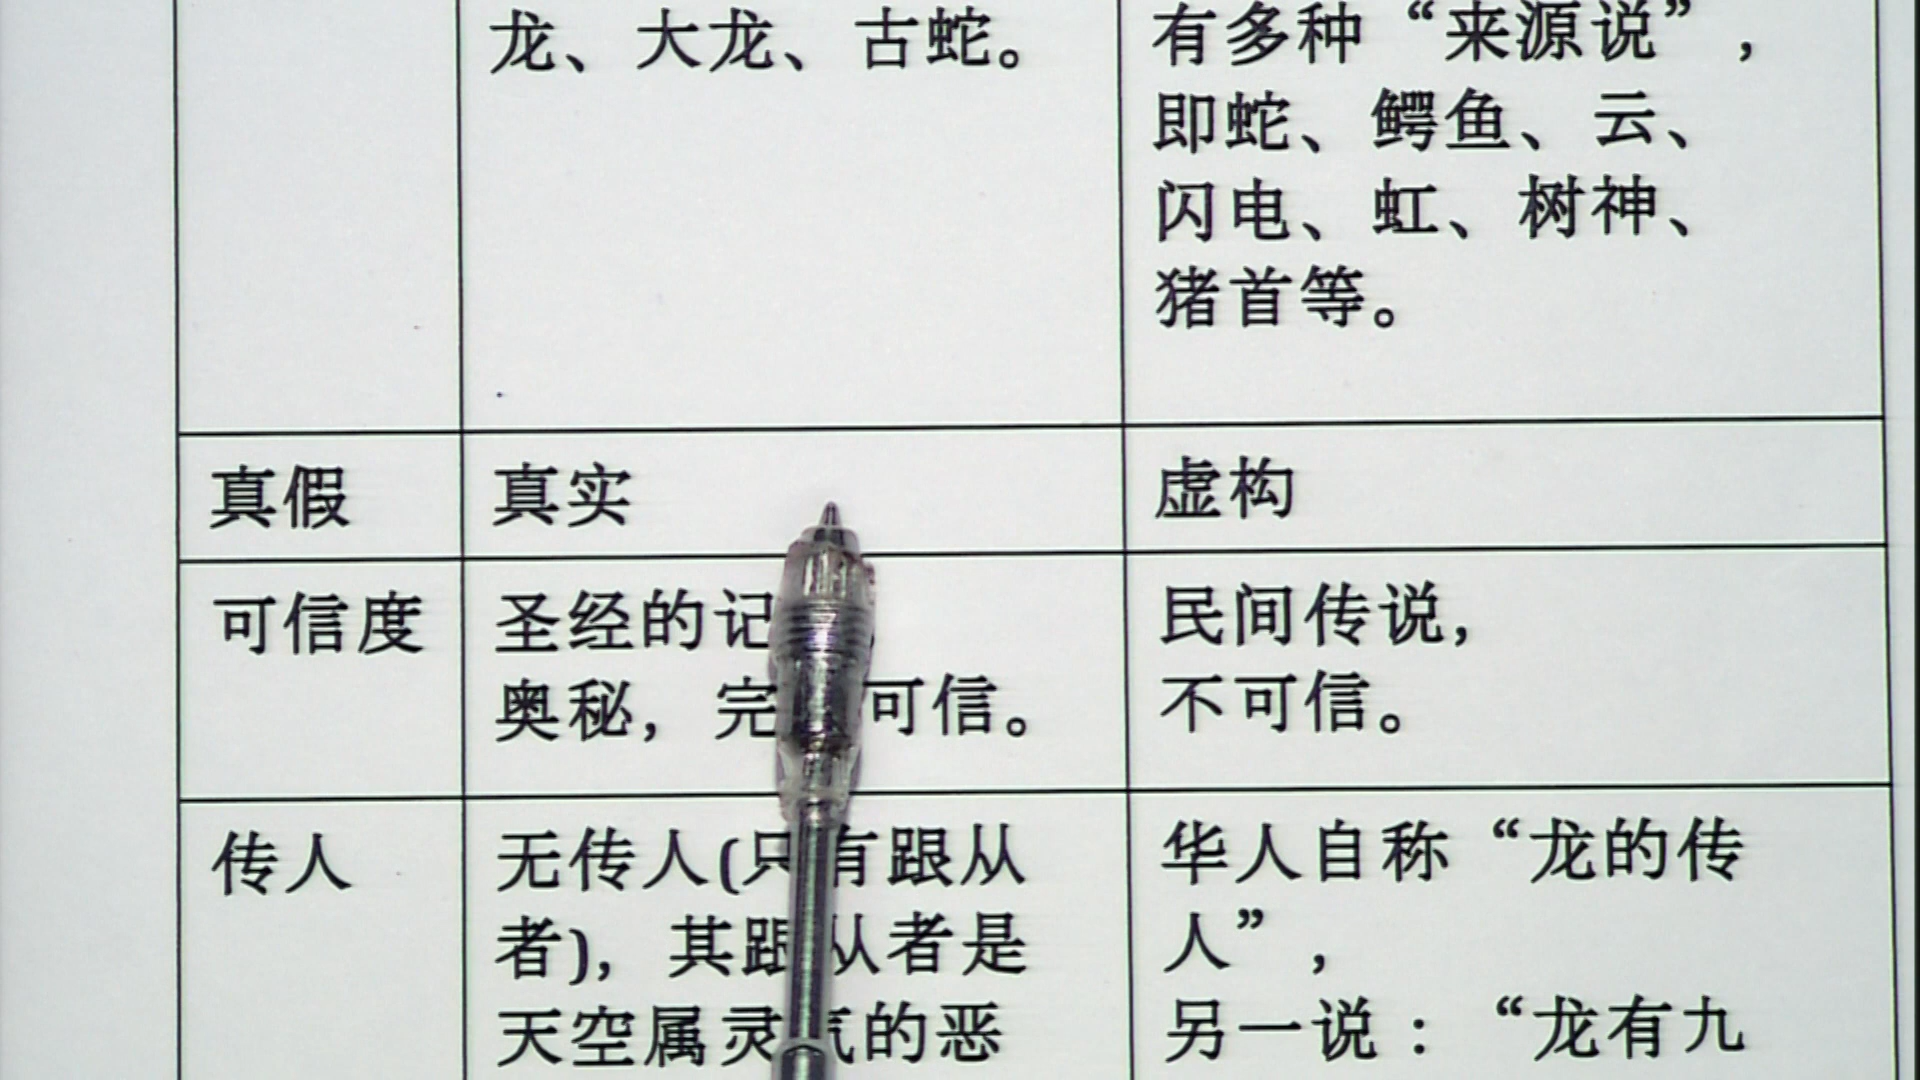 龙、大龙、古蛇。
有多种“来源说”，
即蛇、鳄鱼、云、
闪电、虹、树神、
猪首等。
真假
真实
虚构
可信度
圣经的记
奥秘，完 可信。
民间传说，
不可信。
传人
无传人(只有跟从
者)，其跟从者是
天空属灵气的恶
华人自称“龙的传
人”，
另一说：“龙有九